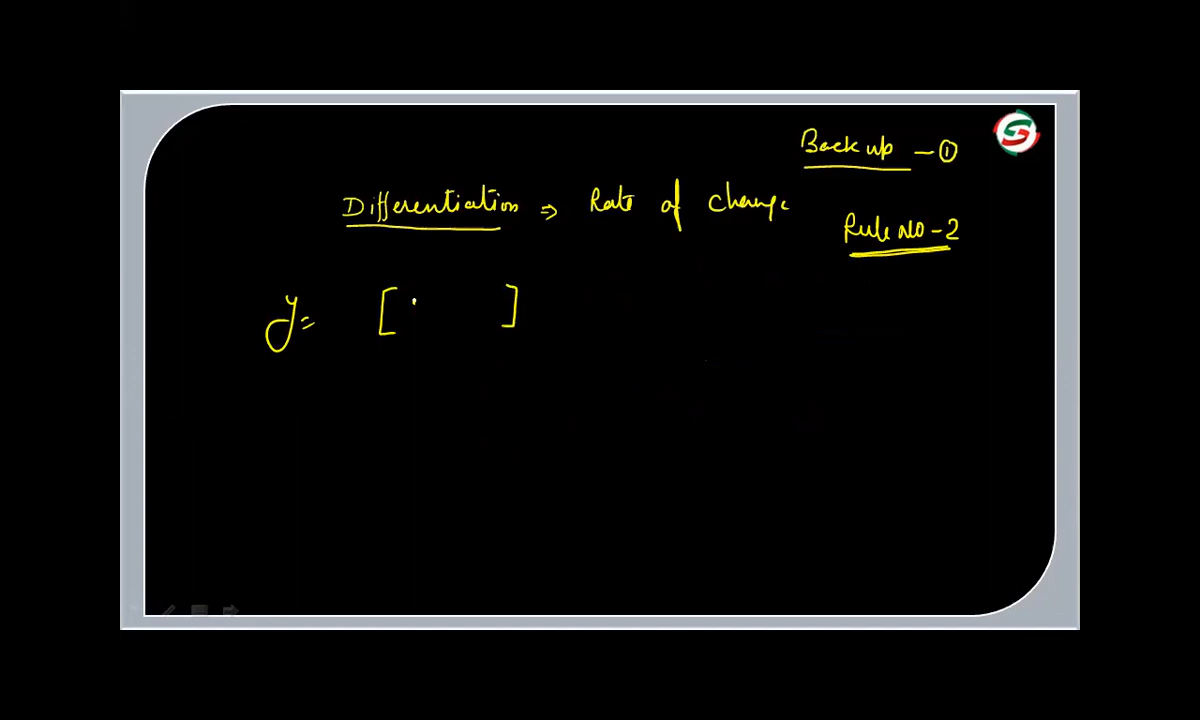 Back up - ①
Differentiation ⇒ Rate of change
Rule NO - 2
y = [ ]